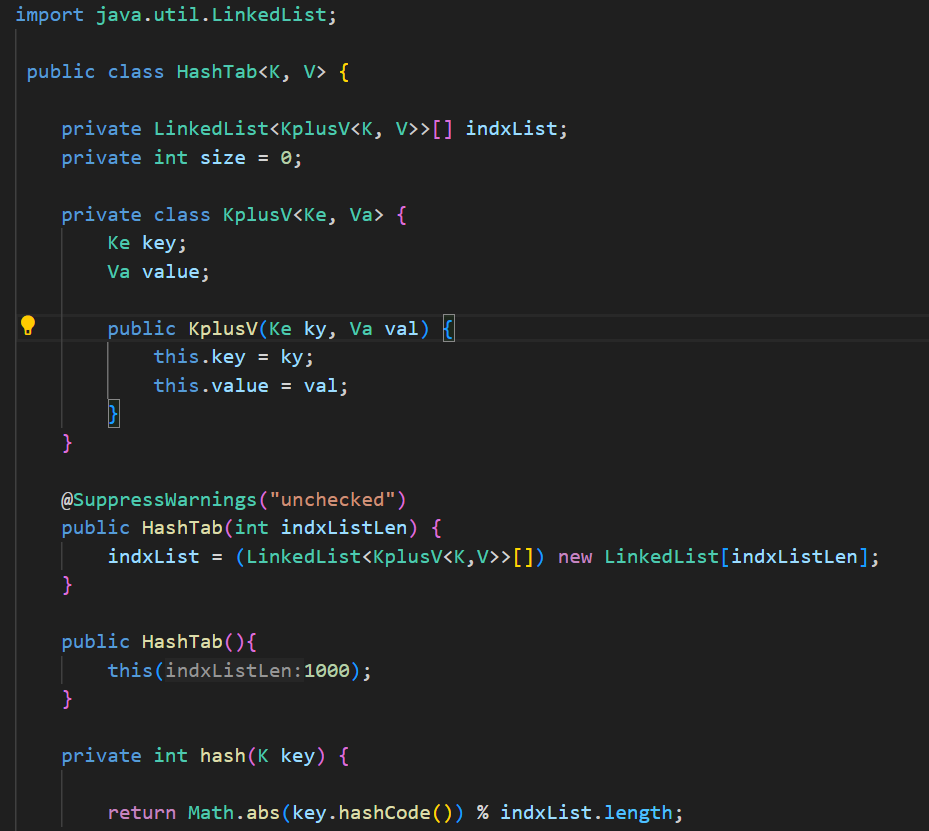 import java.util.LinkedList;
public class HashTab<K, V> {
private LinkedList<KplusV<K, V>>[] indxList;
private int size = 0;
private class KplusV<Ke, Va> {
Ke key;
Va value;
public KplusV(Ke ky, Va val) {
this.key = ky;
this.value = val;
}
}
@SuppressWarnings("unchecked")
public HashTab(int indxListLen) {
indxList = (LinkedList<KplusV<K,V>>[]) new LinkedList[indxListLen];
}
public HashTab(){
this(indxListLen:1000);
}
private int hash(K key) {
return Math.abs(key.hashCode()) % indxList.length;